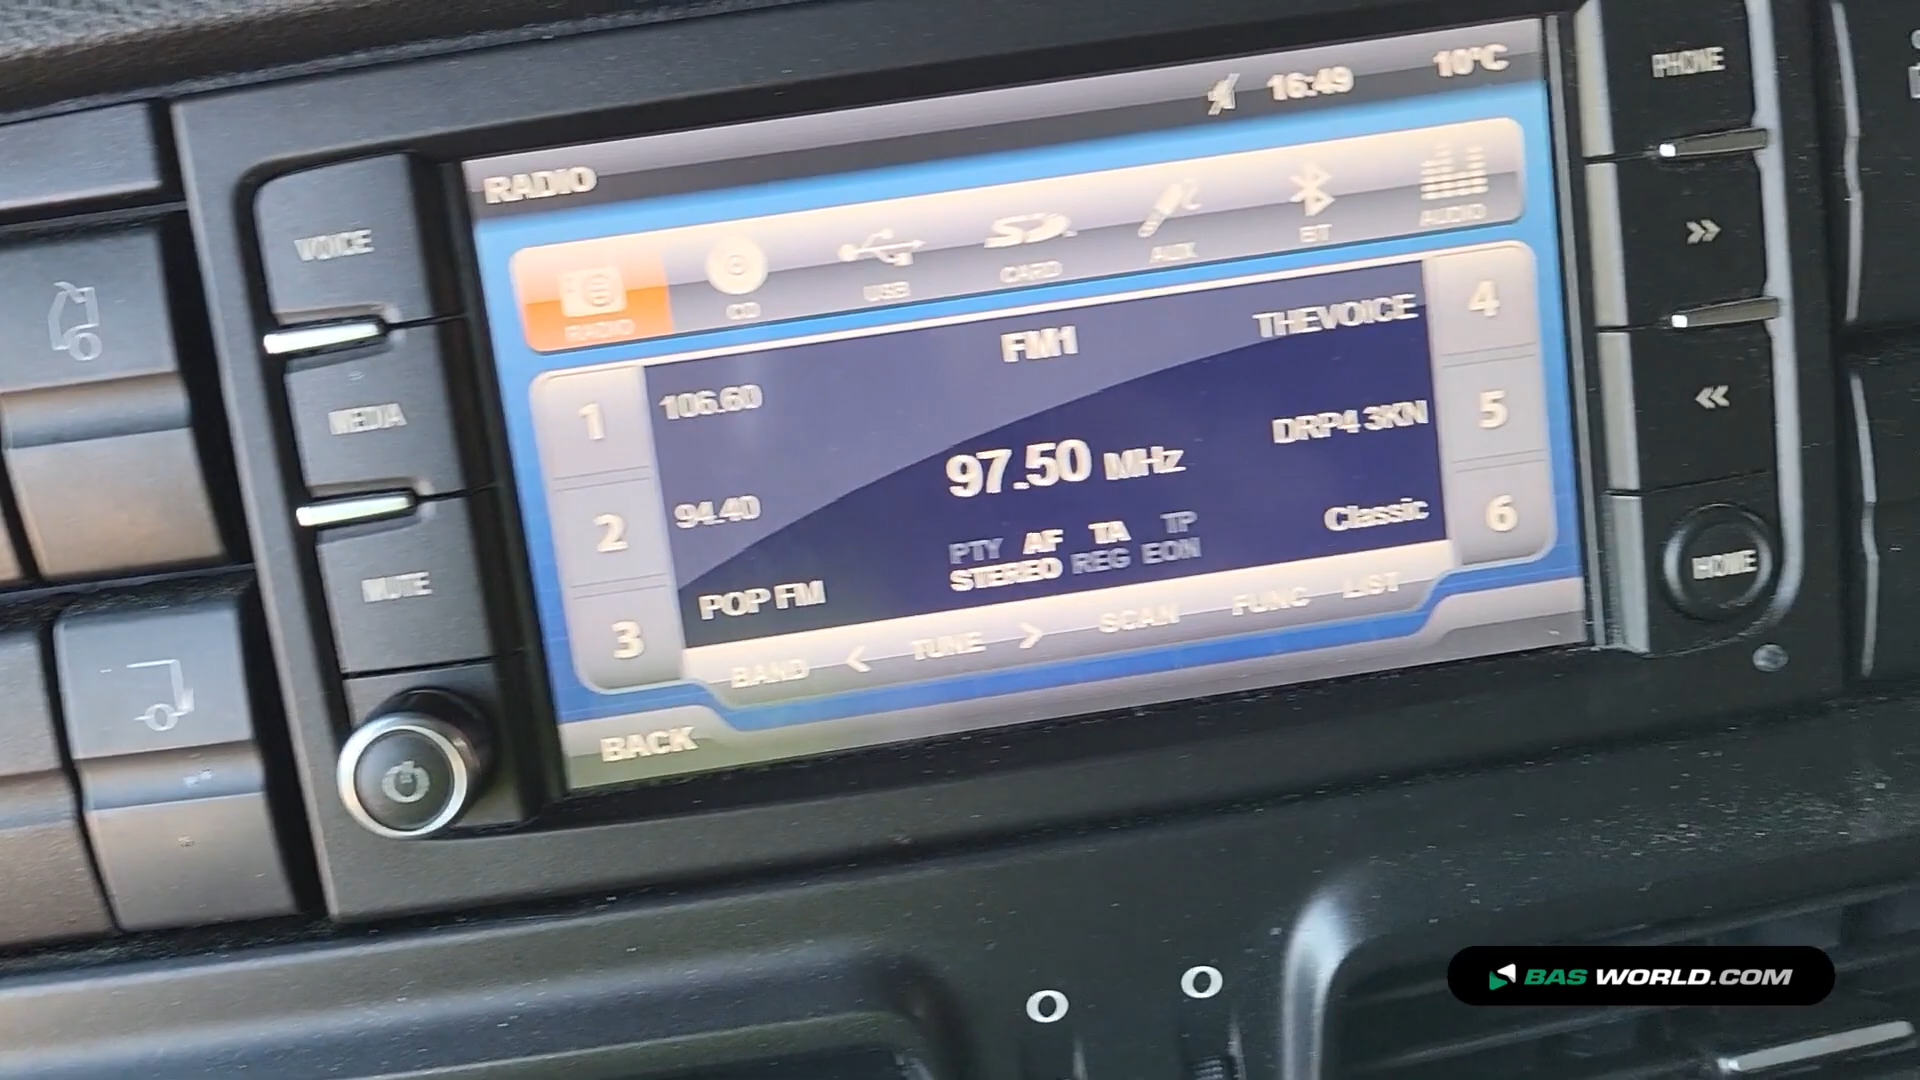 PHONE
16:49
10°C
RADIO
VOICE
RADIO
CD
USB
CARD
AUX
BT
AUDIO
FM1
THEVOICE
4
1
106.60
MEDIA
97.50 MHz
DRP4 3KN
5
2
94.40
Classic
6
PTY AF TA TP
STEREO REG EON
MUTE
3
POP FM
HOME
BAND < TUNE > SCAN FUNC LIST
BACK
BAS WORLD.COM
O
O